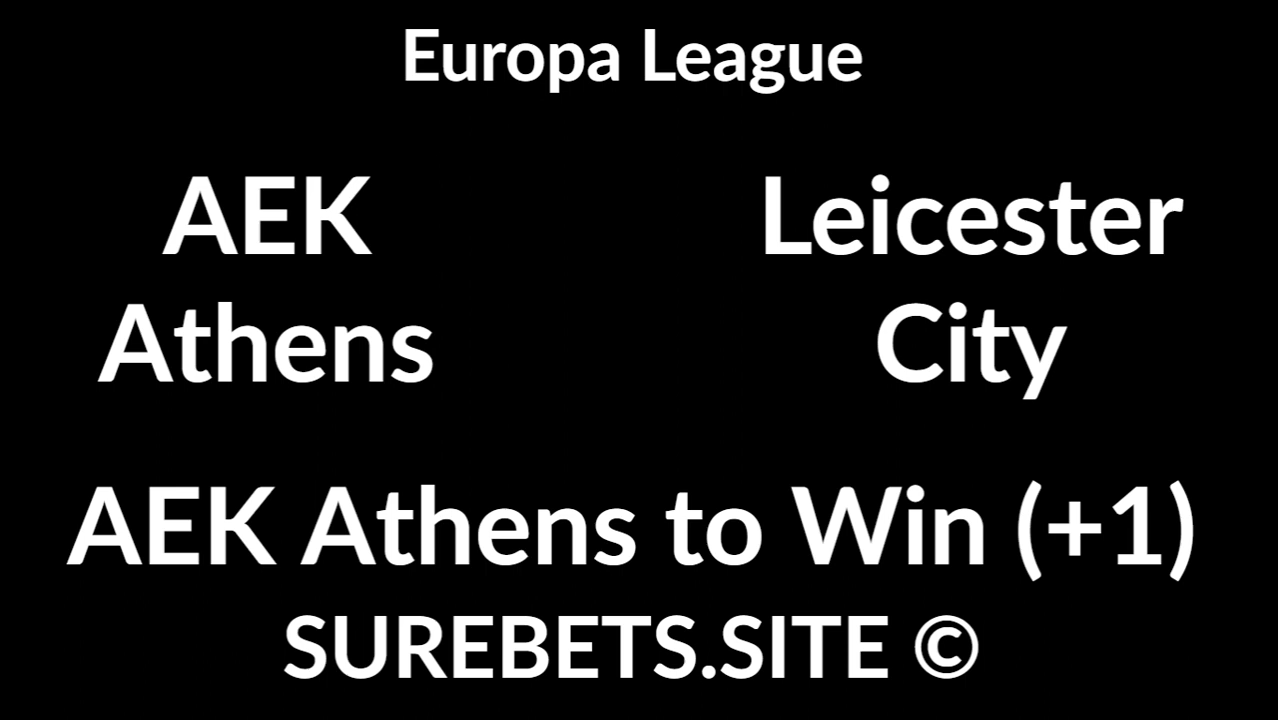 Europa League
AEK Leicester
Athens City
AEK Athens to Win (+1)
SUREBETS.SITE ©